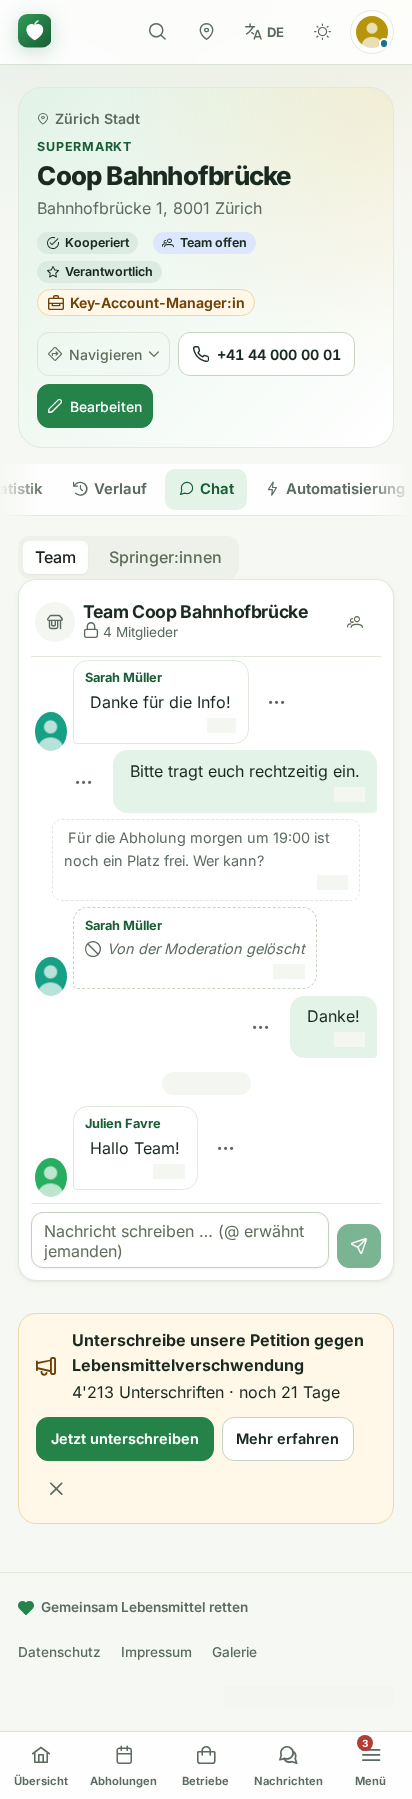 DE
Zürich Stadt
SUPERMARKT
Coop Bahnhofbrücke
Bahnhofbrücke 1, 8001 Zürich
Kooperiert
Team offen
Verantwortlich
Key-Account-Manager:in
Navigieren
+41 44 000 00 01
Bearbeiten
Verlauf
Chat
Automatisierung
Team
Springer:innen
Team Coop Bahnhofbrücke
4 Mitglieder
Sarah Müller
Danke für die Info!
Bitte tragt euch rechtzeitig ein.
Für die Abholung morgen um 19:00 ist
noch ein Platz frei. Wer kann?
Sarah Müller
Von der Moderation gelöscht
Danke!
Julien Favre
Hallo Team!
Nachricht schreiben … (@ erwähnt
jemanden)
Unterschreibe unsere Petition gegen
Lebensmittelverschwendung
4'213 Unterschriften · noch 21 Tage
Jetzt unterschreiben
Mehr erfahren
Gemeinsam Lebensmittel retten
Datenschutz
Impressum
Galerie
3
Übersicht
Abholungen
Betriebe
Nachrichten
Menü